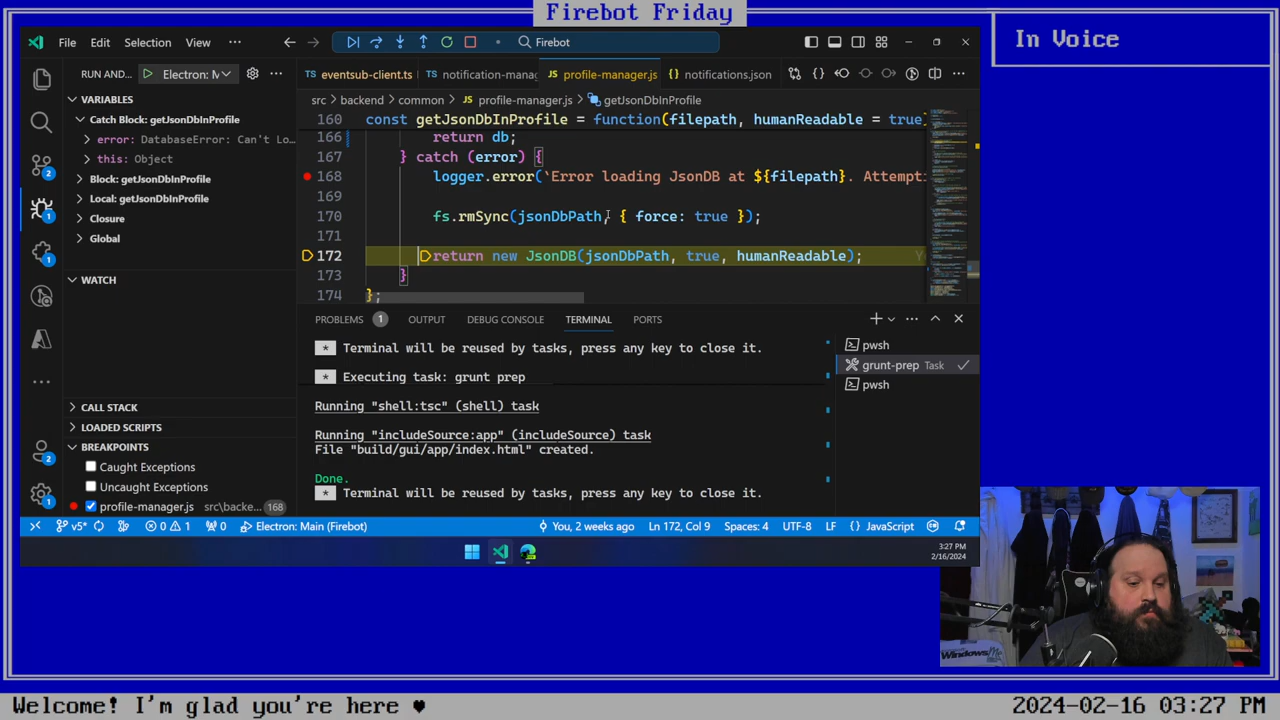 Firebot Friday
In Voice
File Edit Selection View ... Firebot
RUN AND... Electron: M
eventsub-client.ts notification-mana profile-manager.js notifications.json
VARIABLES
src > backend > common > JS profile-manager.js > getJsonDbInProfile
Catch Block: getJsonDbInProfile
error: DatabaseError: Can't Lo...
this: Object
Block: getJsonDbInProfile
Local: getJsonDbInProfile
Closure
Global
WATCH
160 const getJsonDbInProfile = function(filepath, humanReadable = true
166 return db;
167 catch (error) {
168 logger.error(`Error loading JsonDB at ${filepath}. Attempt
170 fs.rmSync(jsonDbPath, { force: true });
171
172 return new JsonDB(jsonDbPath, true, humanReadable);
173 }
174 };
PROBLEMS 1 OUTPUT DEBUG CONSOLE TERMINAL PORTS
* Terminal will be reused by tasks, press any key to close it.
* Executing task: grunt prep
Running "shell:tsc" (shell) task
Running "includeSource:app" (includeSource) task
File "build/gui/app/index.html" created.
Done.
* Terminal will be reused by tasks, press any key to close it.
pwsh
grunt-prep Task
pwsh
CALL STACK
LOADED SCRIPTS
BREAKPOINTS
Caught Exceptions
Uncaught Exceptions
profile-manager.js src\backe... 168
v5* 0 1 0 Electron: Main (Firebot) You, 2 weeks ago Ln 172, Col 9 Spaces: 4 UTF-8 LF {} JavaScript
3:27 PM
2/16/2024
Welcome! I'm glad you're here ♥
2024-02-16 03:27 PM